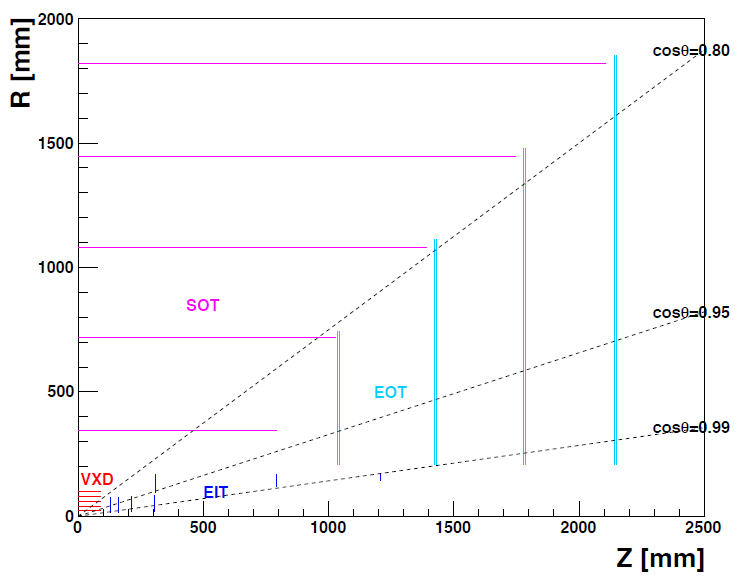 R [mm]
2000
1500
1000
500
0
cosθ=0.80
cosθ=0.95
cosθ=0.99
SOT
EOT
VXD
EIT
0 500 1000 1500 2000 2500
Z [mm]